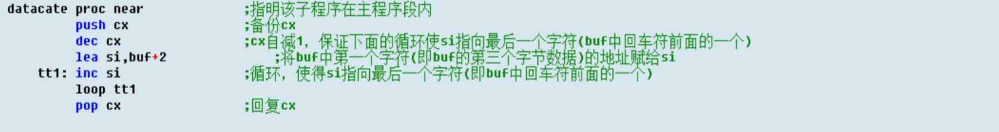 datacate proc near ;指明该子程序在主程序段内
push cx ;备份cx
dec cx ;cx自减1，保证下面的循环使si指向最后一个字符(buf中回车符前面的一个)
lea si,buf+2 ;将buf中第一个字符(即buf的第三个字节数据)的地址赋给si
tt1: inc si ;循环，使得si指向最后一个字符(即buf中回车符前面的一个)
loop tt1
pop cx ;回复cx